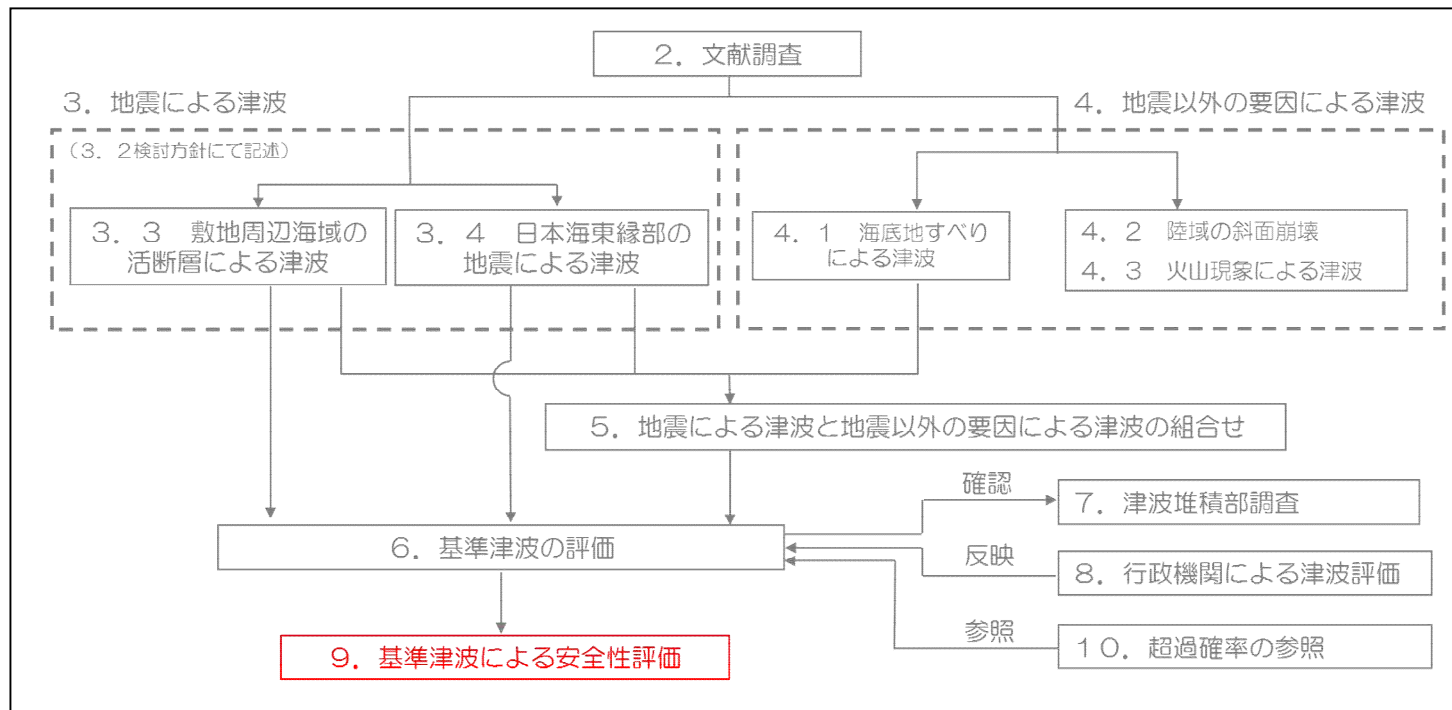 ２．文献調査
３．地震による津波
４．地震以外の要因による津波
（３．２検討方針にて記述）
３．３　敷地周辺海域の
活断層による津波
３．４　日本海東縁部の
地震による津波
４．１　海底地すべり
による津波
４．２　陸域の斜面崩壊
４．３　火山現象による津波
５．地震による津波と地震以外の要因による津波の組合せ
確認
７．津波堆積部調査
６．基準津波の評価
反映
８．行政機関による津波評価
参照
１０．超過確率の参照
９．基準津波による安全性評価